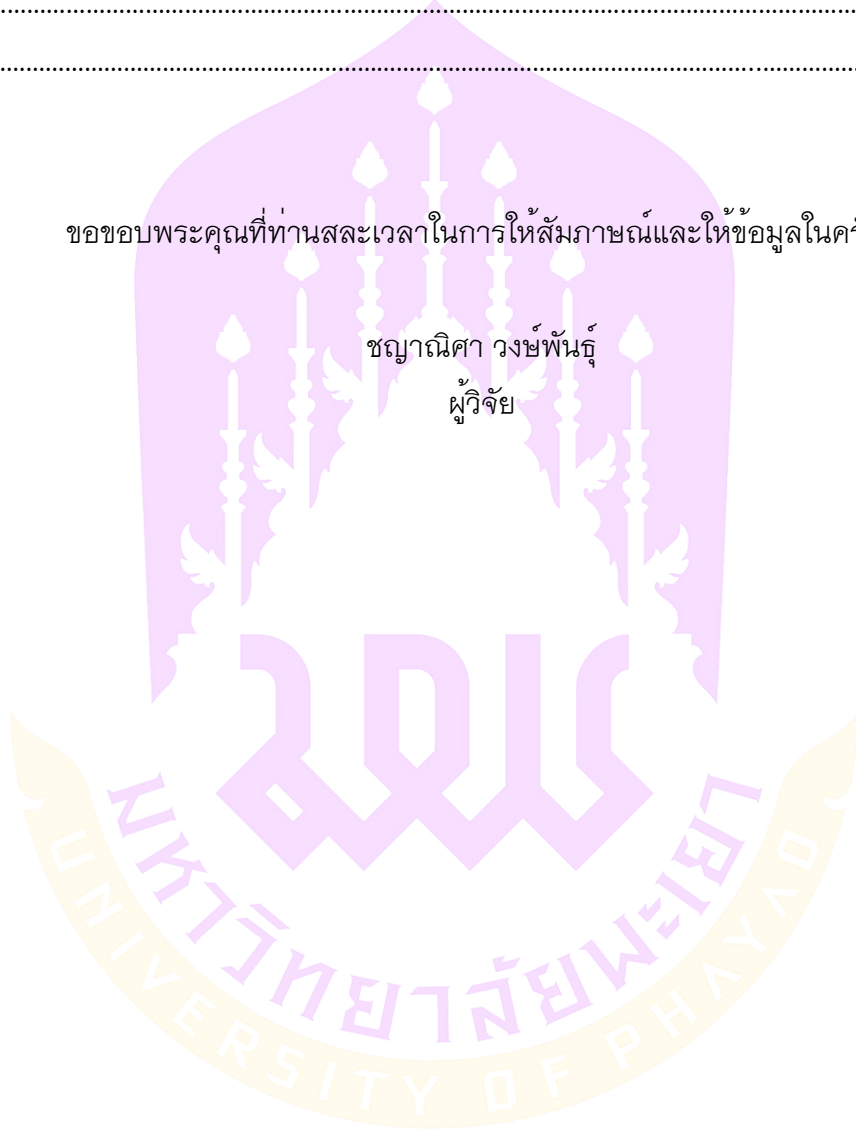 ขอขอบพระคุณที่ท่านสละเวลาในการให้สัมภาษณ์และให้ข้อมูลใน
ชญาณิศา วงษ์พันธุ์
ผู้วิจัย
มหาวิทยาลัยพะเยา
UNIVERSITY OF PHAYAO